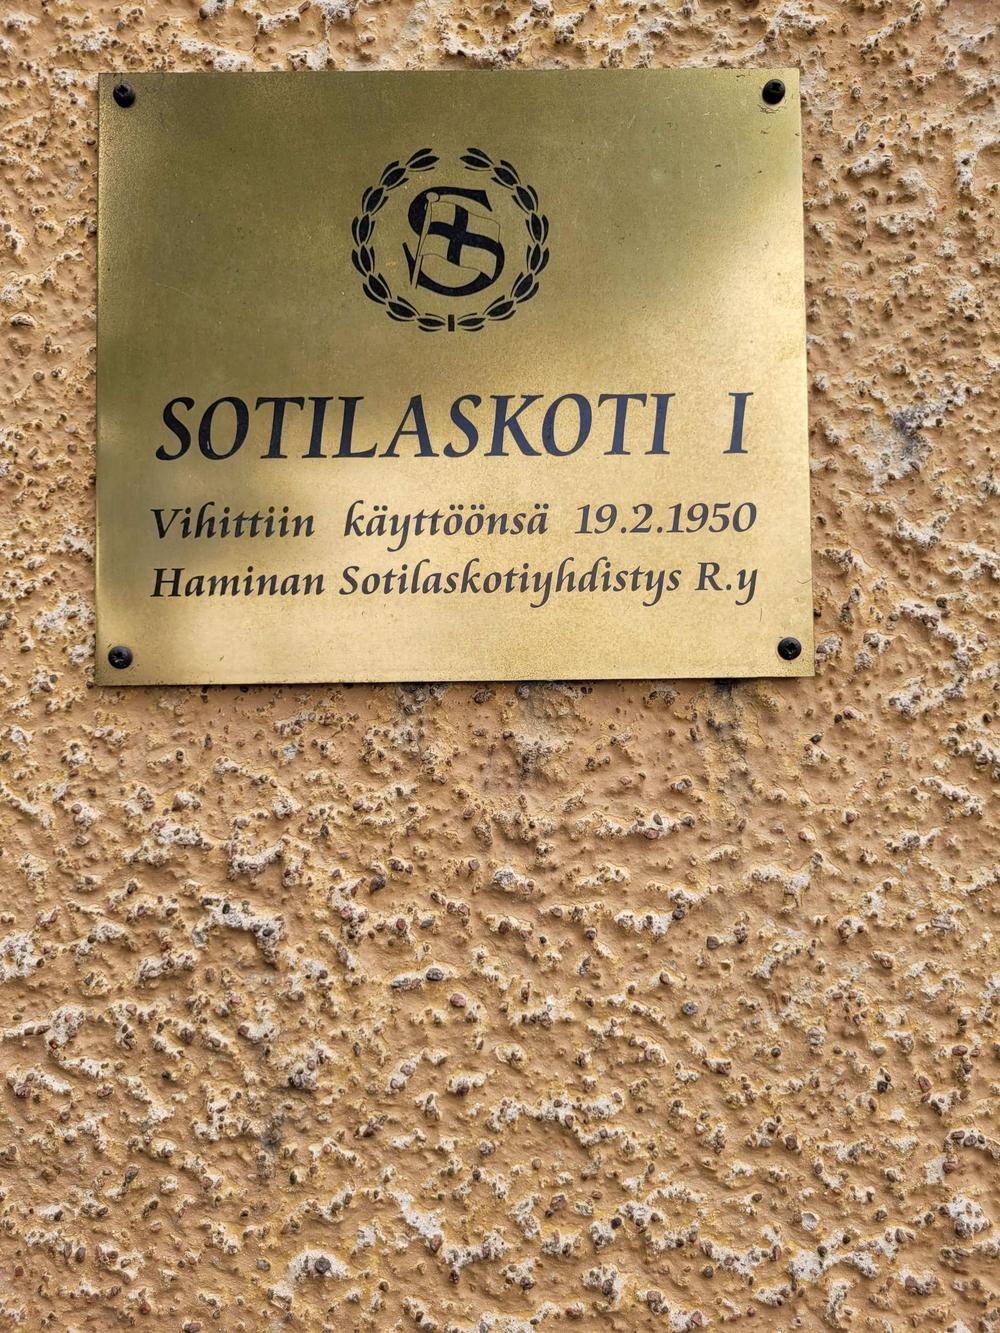 SOTILASKOTI I
Vihittiin käyttöönsä 19.2.1950
Haminan Sotilaskotiyhdistys R.y